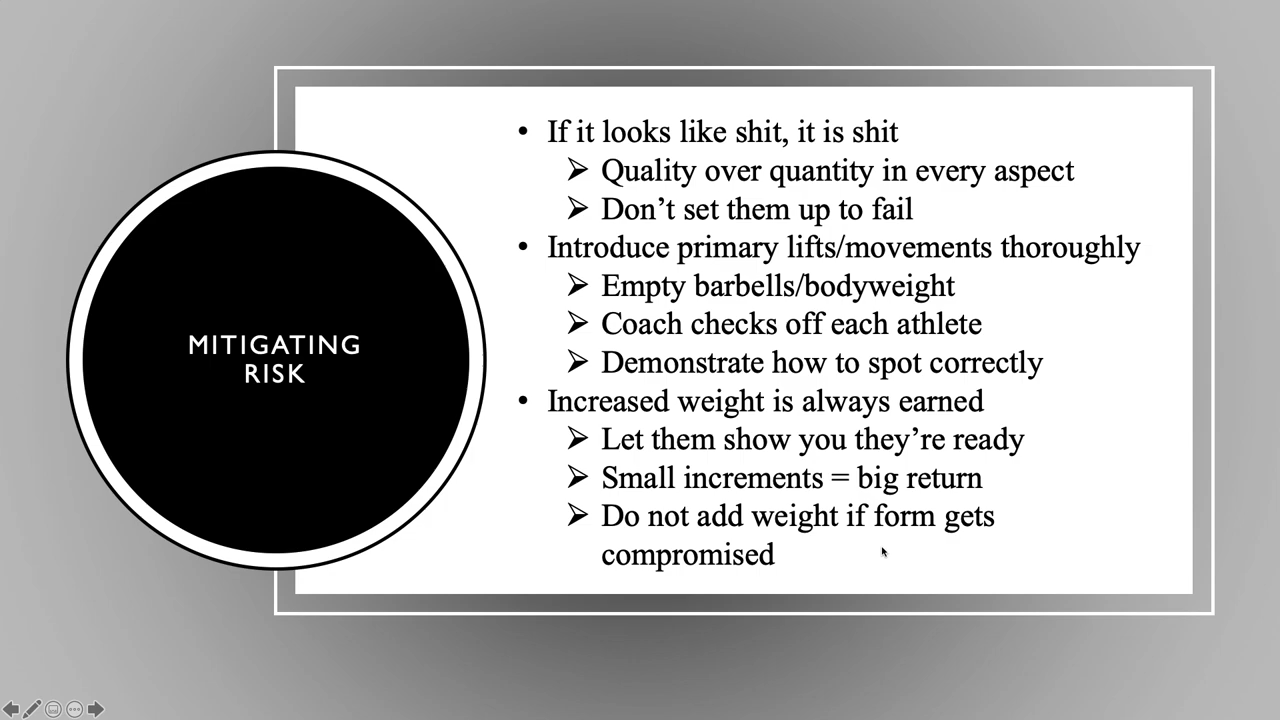 MITIGATING
RISK
• If it looks like shit, it is shit
➢ Quality over quantity in every aspect
➢ Don’t set them up to fail
• Introduce primary lifts/movements thoroughly
➢ Empty barbells/bodyweight
➢ Coach checks off each athlete
➢ Demonstrate how to spot correctly
• Increased weight is always earned
➢ Let them show you they’re ready
➢ Small increments = big return
➢ Do not add weight if form gets
compromised